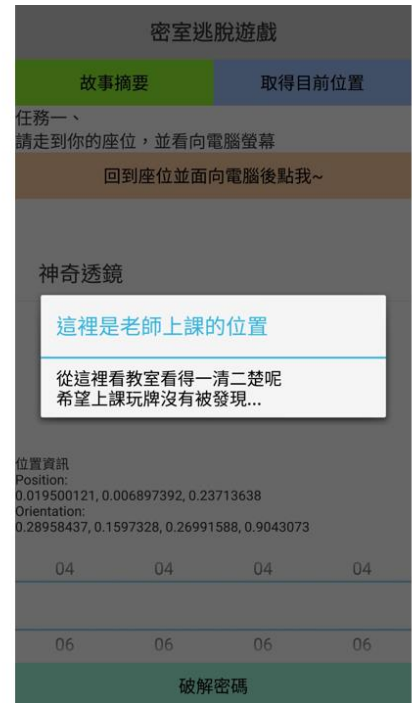 密室逃脫遊戲
故事摘要
取得目前位置
任務一、
請走到你的座位，並看向電腦螢幕
回到座位並面向電腦後點我~
神奇透鏡
這裡是老師上課的位置
從這裡看教室看得一清二楚呢
希望上課玩牌沒有被發現...
位置資訊
Position:
0.019500121, 0.006897392, 0.23713638
Orientation:
0.28958437, 0.1597328, 0.26991588, 0.9043073
04 04 04 04
06 06 06 06
破解密碼